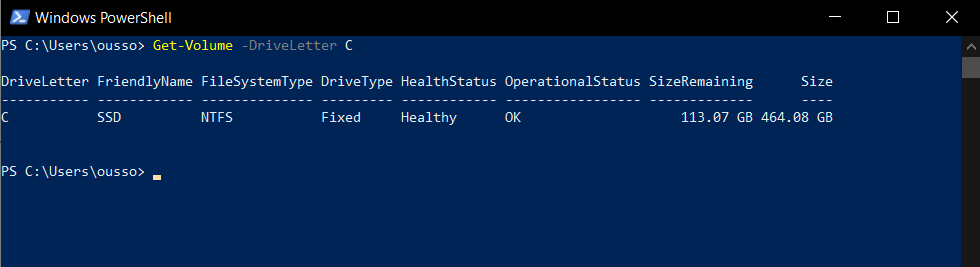 Windows PowerShell
PS C:\Users\ousso> Get-Volume -DriveLetter C
DriveLetter FriendlyName FileSystemType DriveType HealthStatus OperationalStatus SizeRemaining      Size
----------- ------------ -------------- --------- ------------ ----------------- -------------      ----
C           SSD          NTFS           Fixed     Healthy      OK                    113.07 GB 464.08 GB
PS C:\Users\ousso>